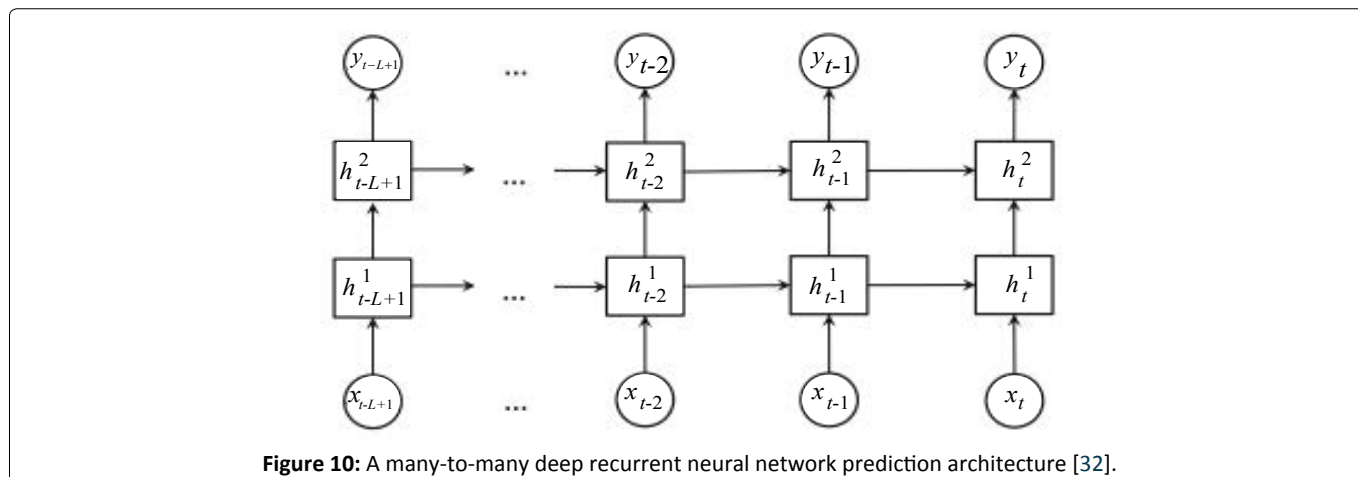 y_{t-L+1} ... y_{t-2} y_{t-1} y_t
h^2_{t-L+1} ... h^2_{t-2} h^2_{t-1} h^2_t
h^1_{t-L+1} ... h^1_{t-2} h^1_{t-1} h^1_t
x_{t-L+1} ... x_{t-2} x_{t-1} x_t
Figure 10: A many-to-many deep recurrent neural network prediction architecture [32].